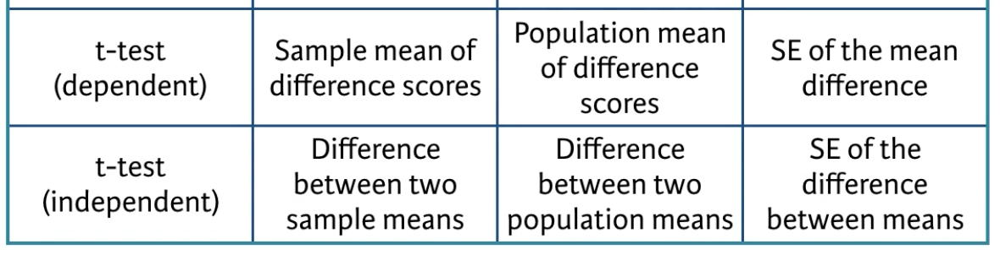 t-test
(dependent)
Sample mean of
difference scores
Population mean
of difference
scores
SE of the mean
difference
t-test
(independent)
Difference
between two
sample means
Difference
between two
population means
SE of the
difference
between means